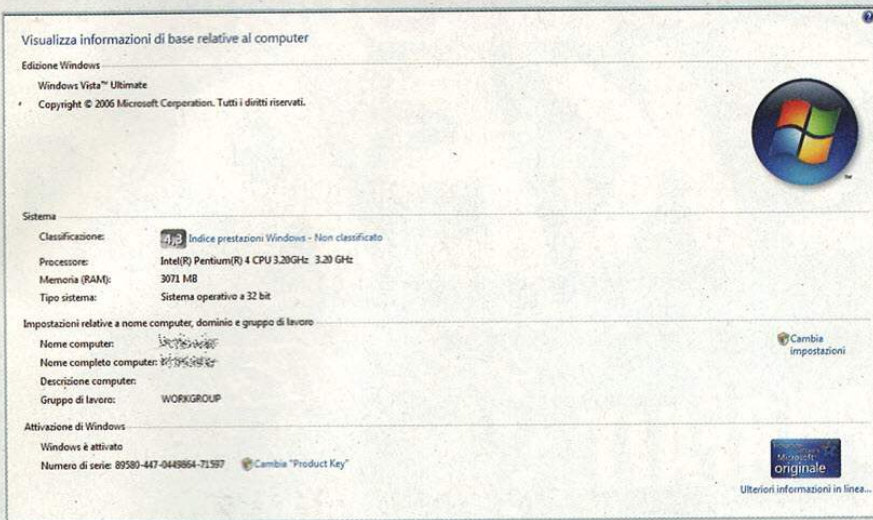 Visualizza informazioni di base relative al computer
Edizione Windows
Windows Vista™ Ultimate
Copyright © 2006 Microsoft Corporation. Tutti i diritti riservati.
™
Sistema
Classificazione: 4,3 Indice prestazioni Windows - Non classificato
Processore: Intel(R) Pentium(R) 4 CPU 3.20GHz 3.20 GHz
Memoria (RAM): 3071 MB
Tipo sistema: Sistema operativo a 32 bit
Impostazioni relative a nome computer, dominio e gruppo di lavoro
Nome computer:
Cambia
impostazioni
Nome completo computer:
Descrizione computer:
Gruppo di lavoro: WORKGROUP
Attivazione di Windows
Windows è attivato
Numero di serie: 89580-447-0449864-71597 Cambia "Product Key"
Microsoft
originale
Ulteriori informazioni in linea...